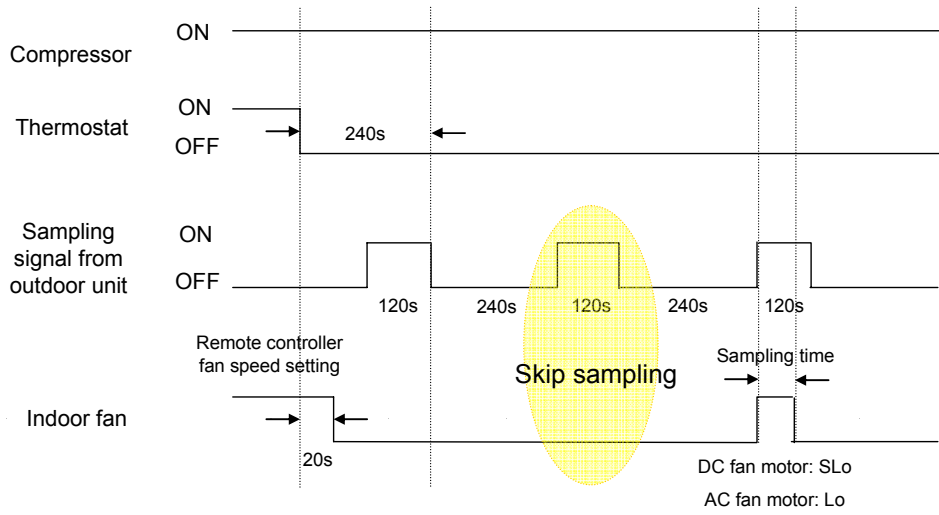 Compressor
ON
Thermostat
ON
OFF
240s
Sampling
signal from
outdoor unit
ON
OFF
120s
240s
120s
240s
120s
Remote controller
fan speed setting
Skip sampling
Sampling time
Indoor fan
20s
DC fan motor: SLo
AC fan motor: Lo